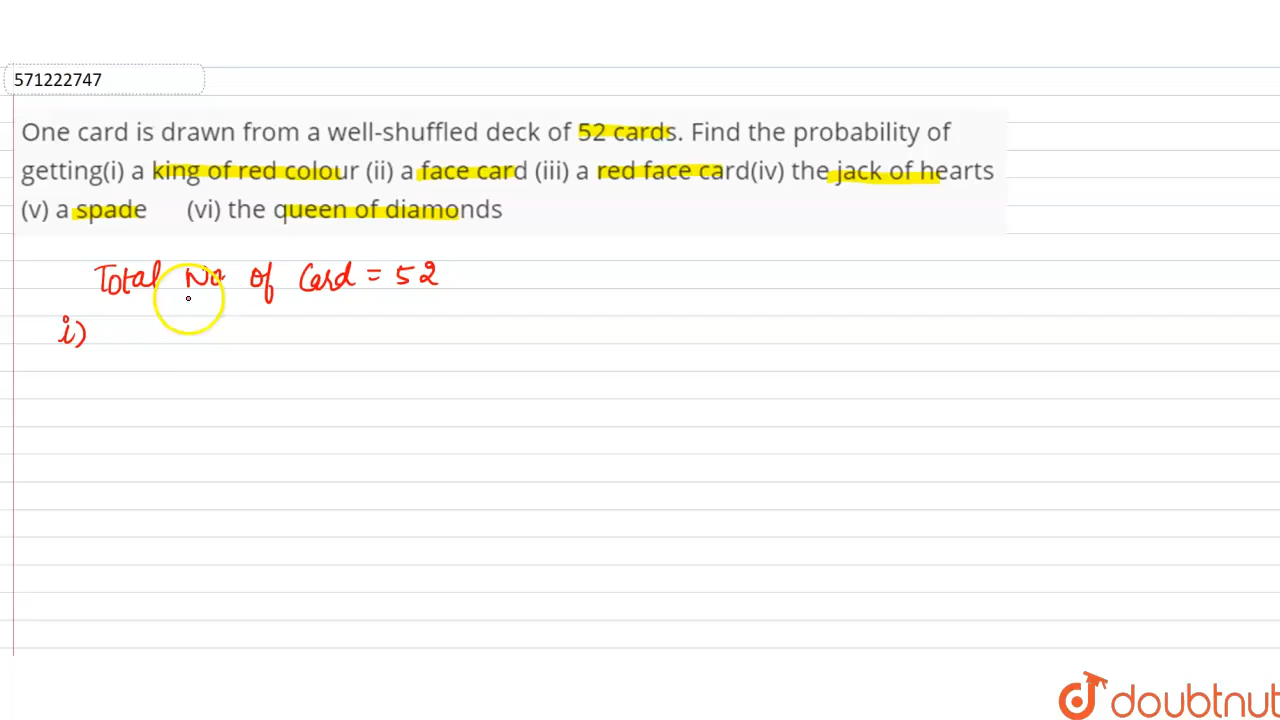 571222747
One card is drawn from a well-shuffled deck of 52 cards. Find the probability of
getting(i) a king of red colour (ii) a face card (iii) a red face card(iv) the jack of hearts
(v) a spade (vi) the queen of diamonds
Total No of Card = 52
i)
doubtnut